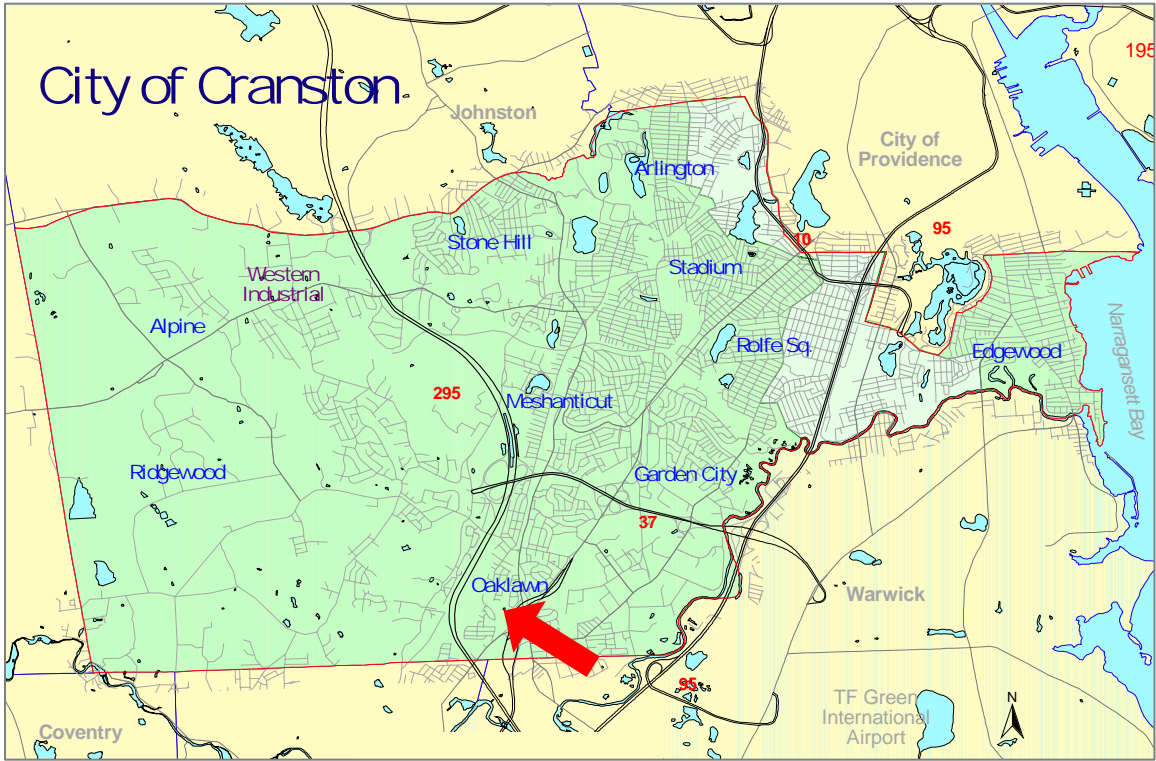 City of Cranston
195
Johnston
City of
Providence
Arlington
10
95
Stone Hill
Stadium
Western
Industrial
Alpine
Rolfe Sq.
Edgewood
Narragansett Bay
295
Meshanticut
Ridgewood
Garden City
37
Oaklawn
Warwick
95
TF Green
International
Airport
N
Coventry